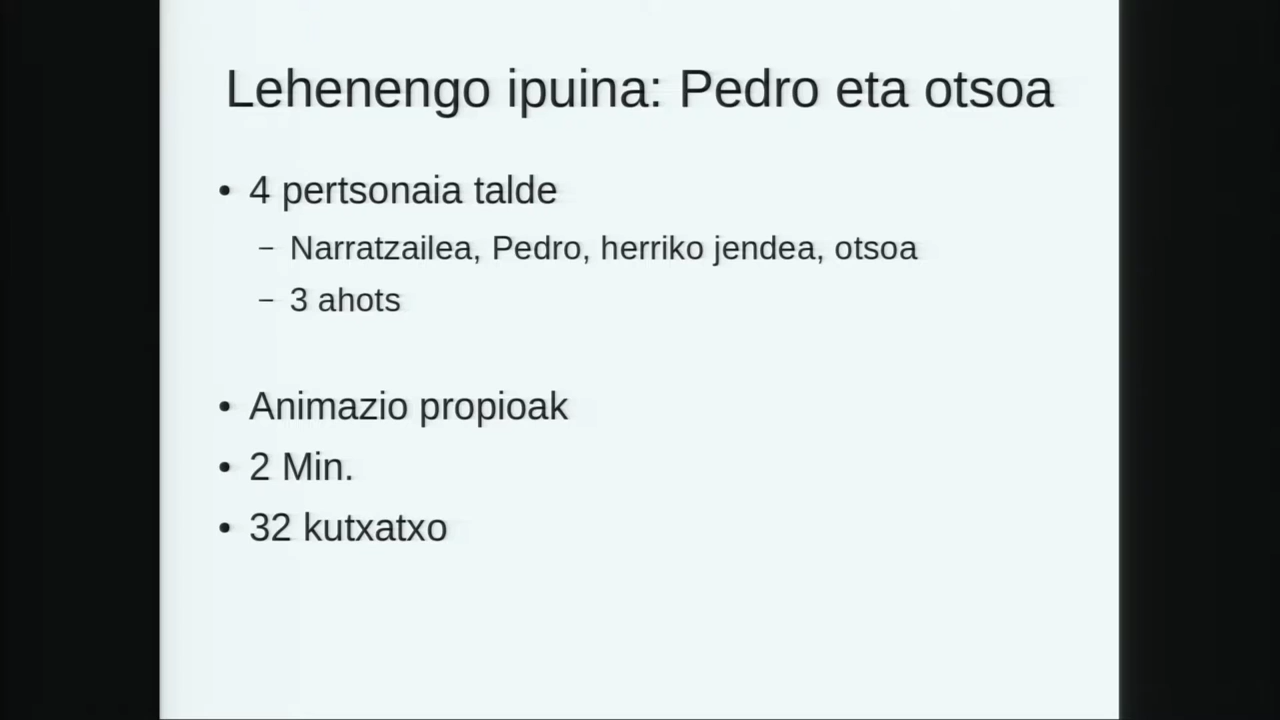 Lehenengo ipuina: Pedro eta otsoa
• 4 pertsonaia talde
– Narratzailea, Pedro, herriko jendea, otsoa
– 3 ahots
• Animazio propioak
• 2 Min.
• 32 kutxatxo